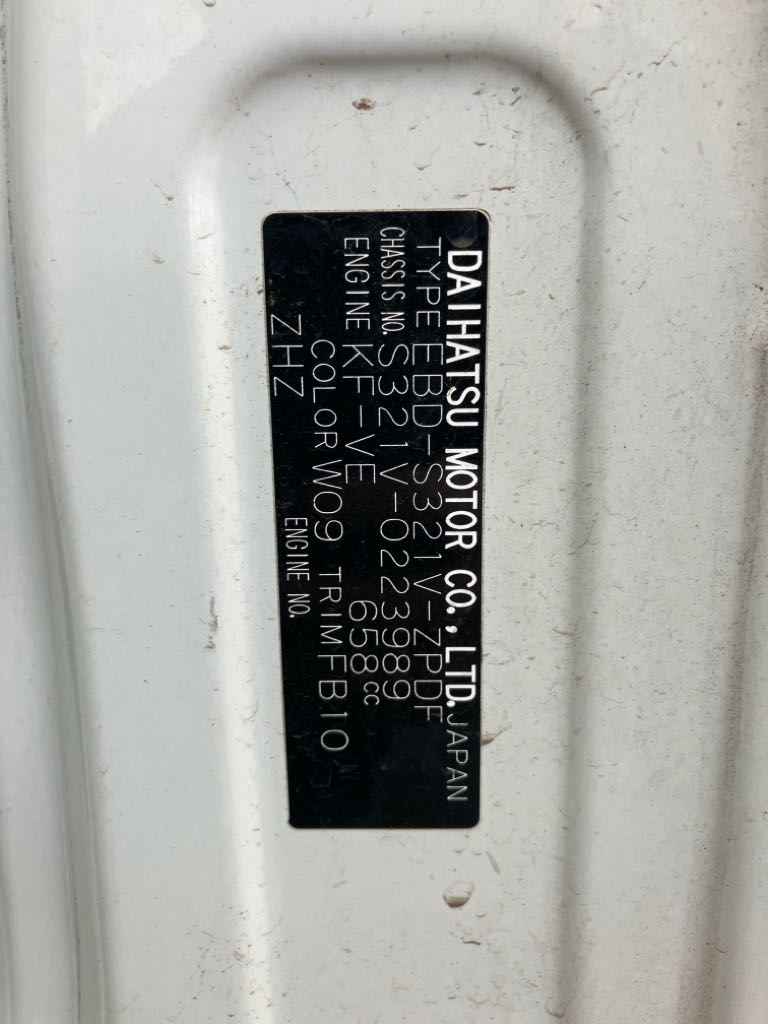 DAIHATSU MOTOR CO., LTD. JAPAN
TYPE EBD-S321V-ZPDF
CHASSIS NO. S321V-0223989
ENGINE KF-VE 658cc
COLOR W09 TRIM FB10
ZHZ ENGINE NO.